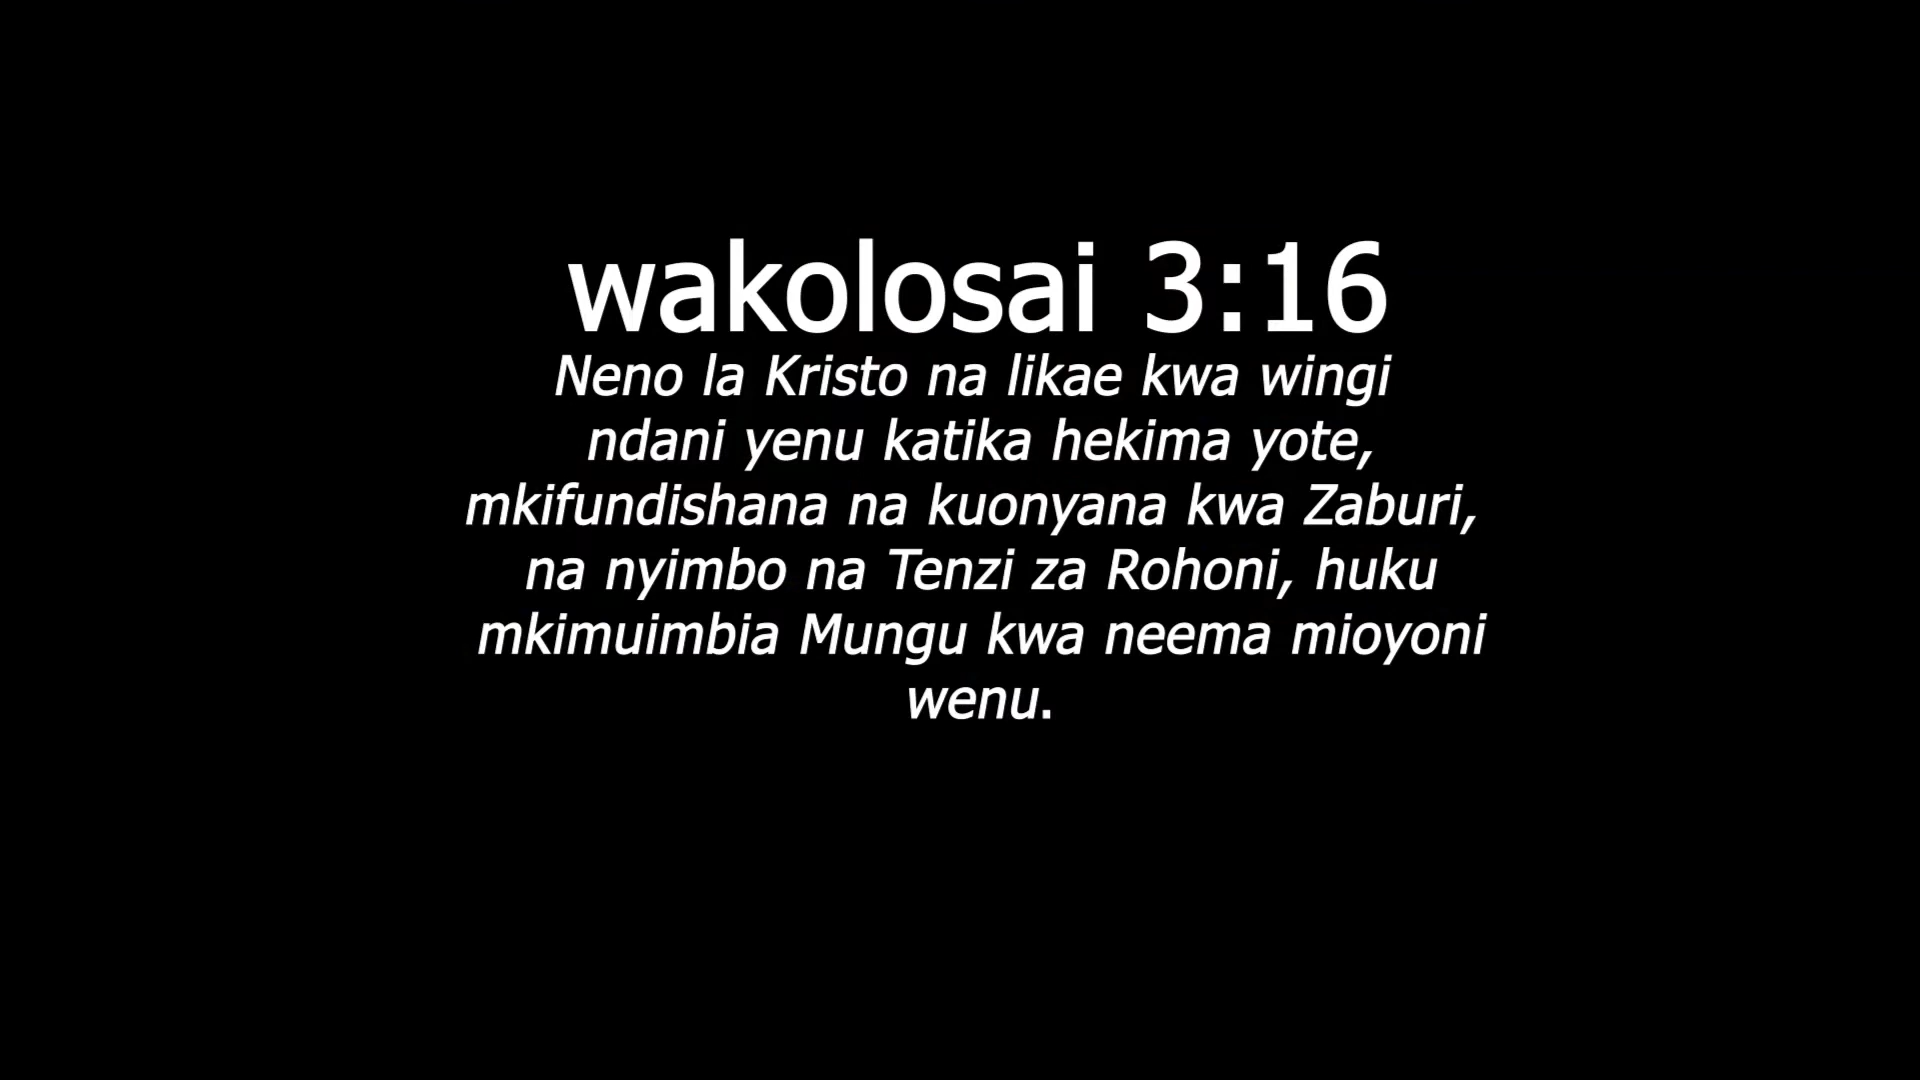 wakolosai 3:16
Neno la Kristo na likae kwa wingi
ndani yenu katika hekima yote,
mkifundishana na kuonyana kwa Zaburi,
na nyimbo na Tenzi za Rohoni, huku
mkimuimbia Mungu kwa neema mioyoni
wenu.